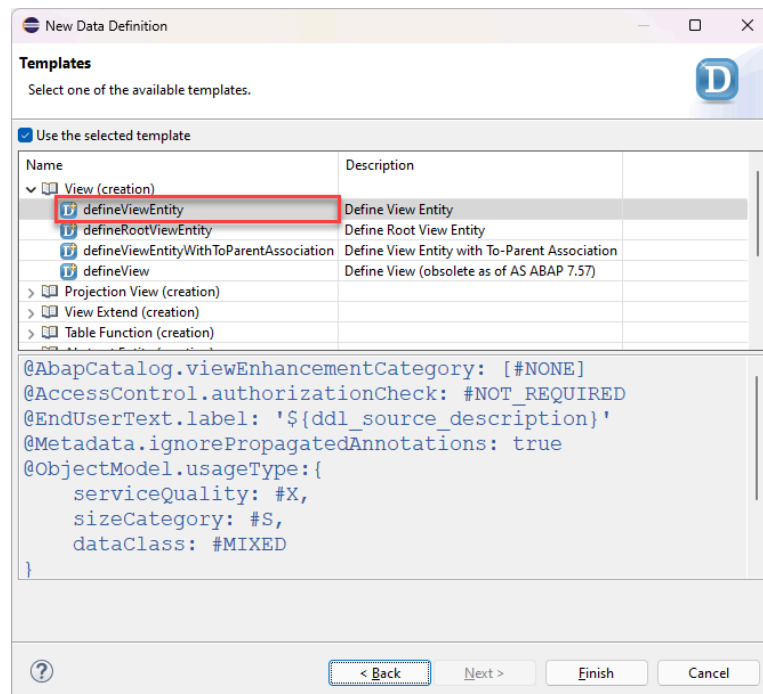 New Data Definition
Templates
Select one of the available templates.
D
Use the selected template
Name Description
View (creation)
defineViewEntity Define View Entity
defineRootViewEntity Define Root View Entity
defineViewEntityWithToParentAssociation Define View Entity with To-Parent Association
defineView Define View (obsolete as of AS ABAP 7.57)
Projection View (creation)
View Extend (creation)
Table Function (creation)
@AbapCatalog.viewEnhancementCategory: [#NONE]
@AccessControl.authorizationCheck: #NOT_REQUIRED
@EndUserText.label: '${ddl_source_description}'
@Metadata.ignorePropagatedAnnotations: true
@ObjectModel.usageType:{
    serviceQuality: #X,
    sizeCategory: #S,
    dataClass: #MIXED
}
? < Back Next > Finish Cancel